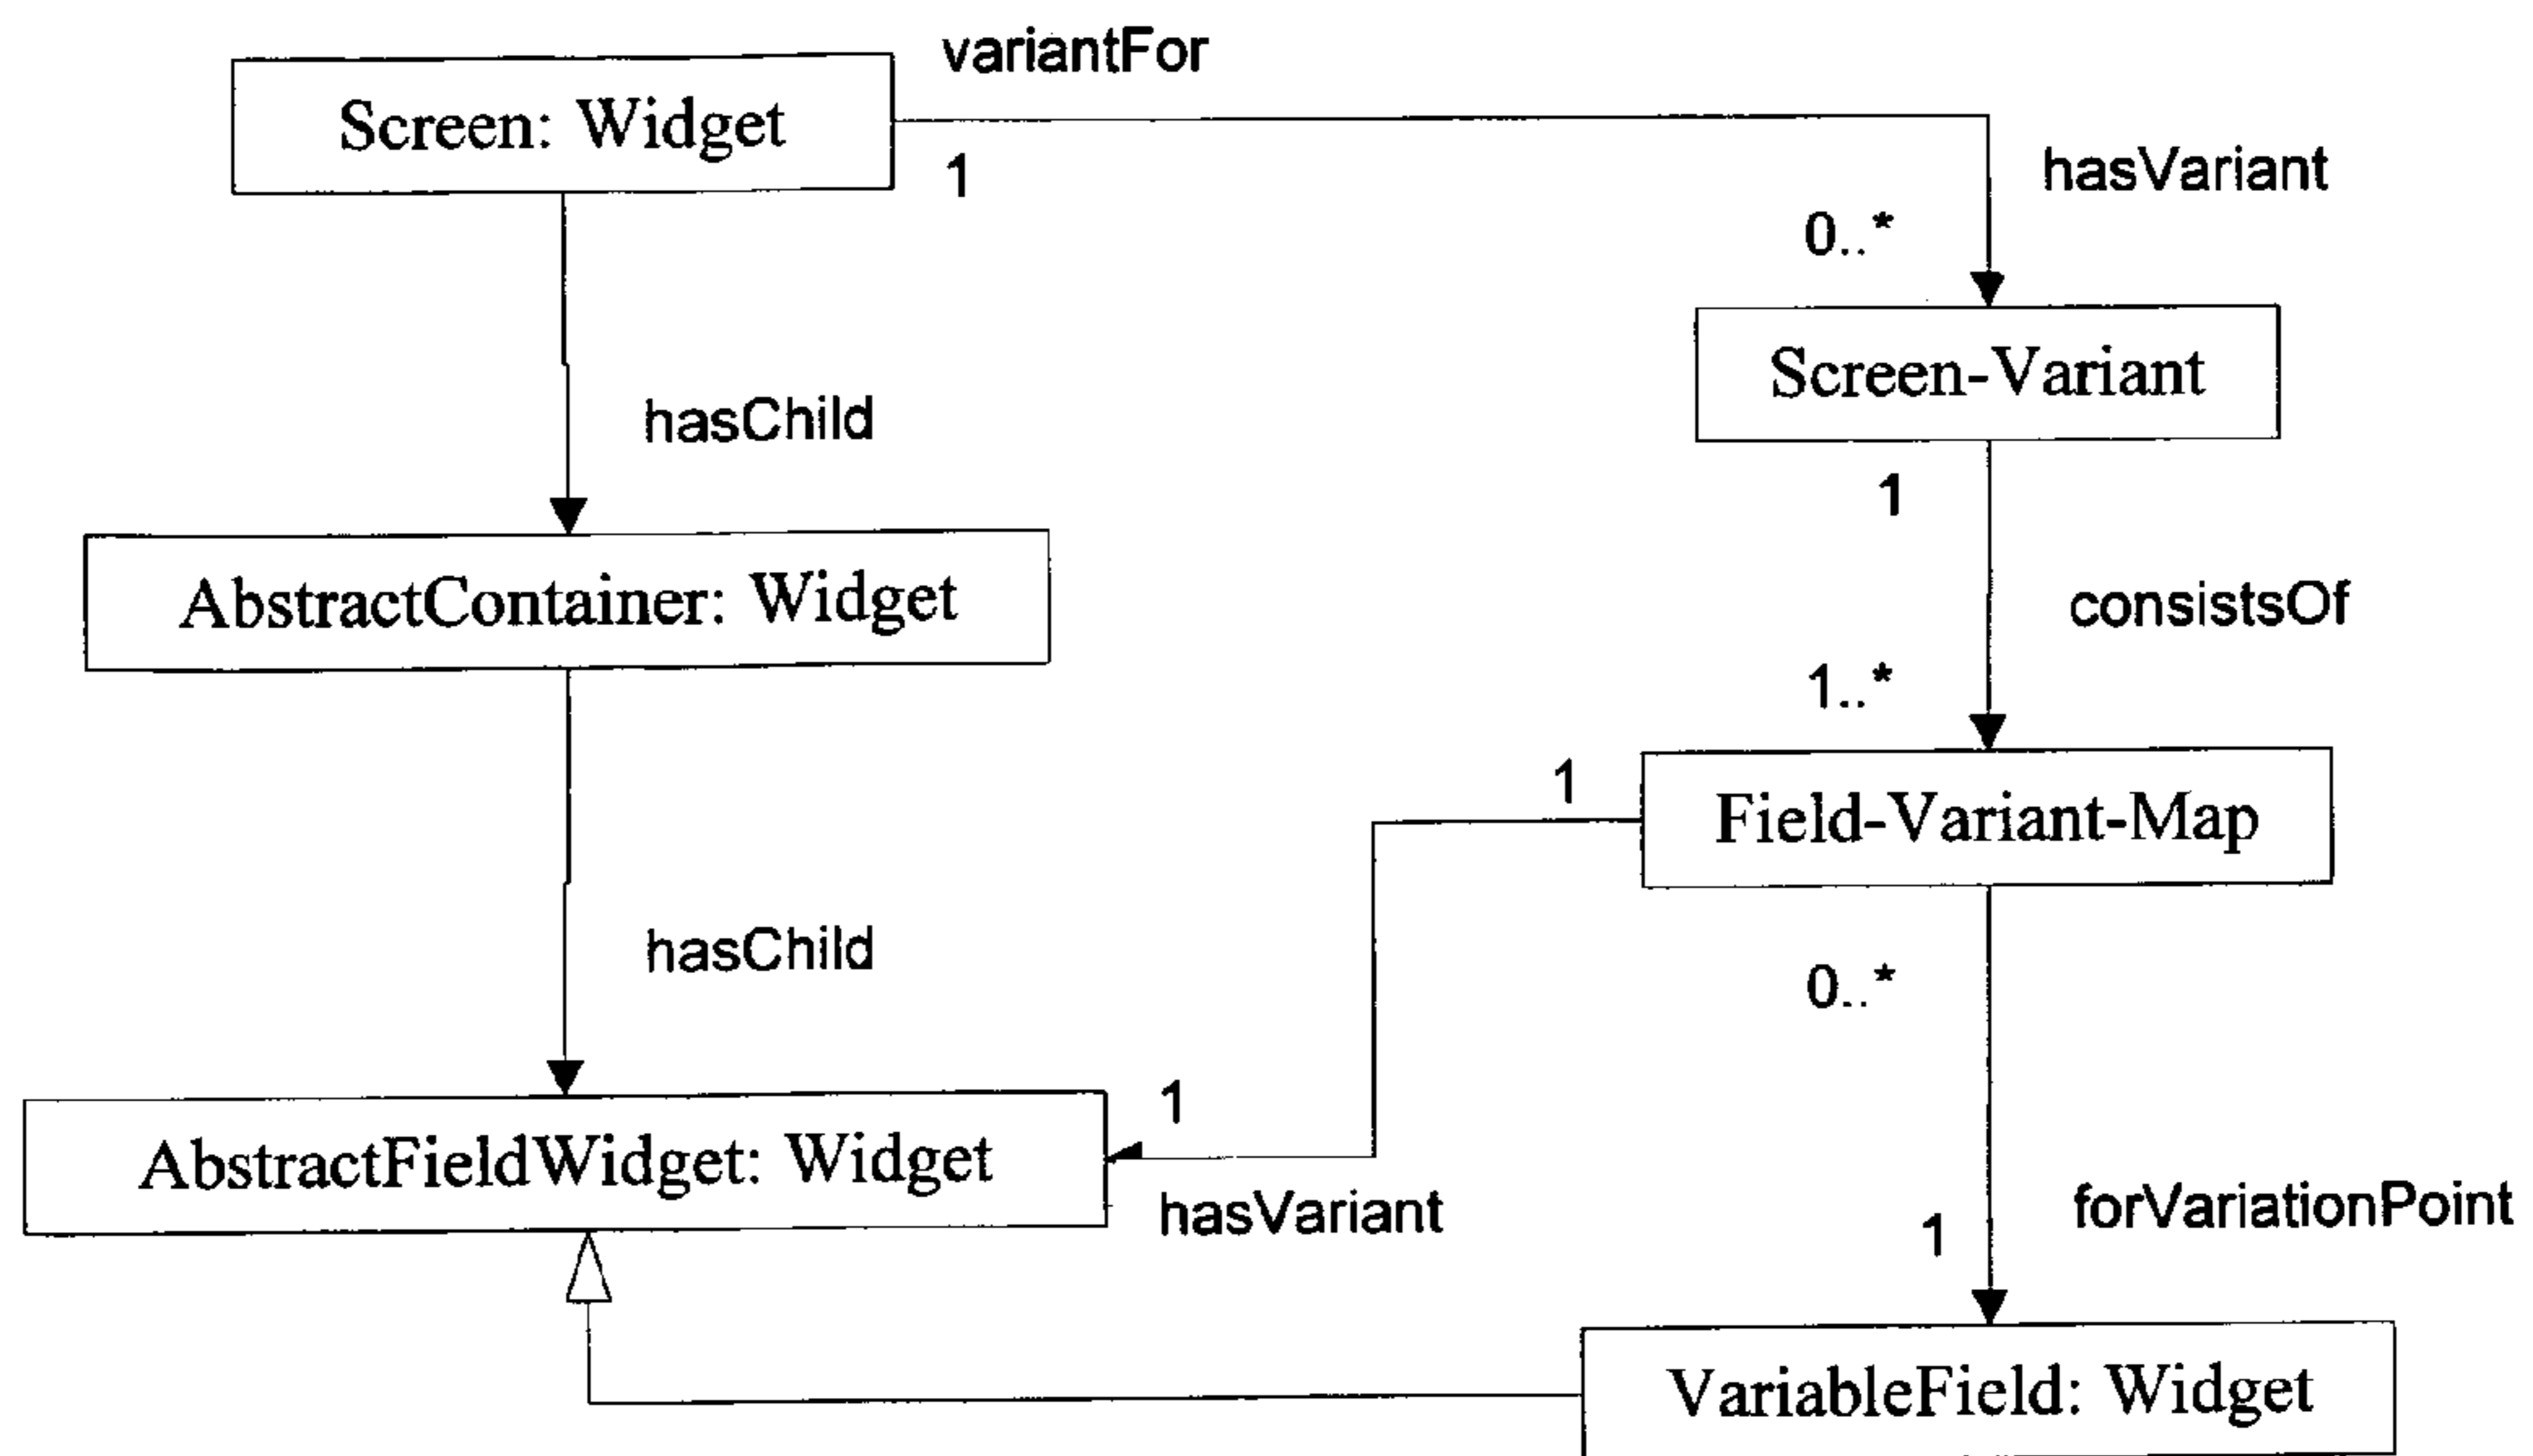 variantFor
Screen: Widget
1
hasVariant
0..*
Screen-Variant
hasChild
1
AbstractContainer: Widget
consistsOf
1..*
1
Field-Variant-Map
hasChild
0..*
1
AbstractFieldWidget: Widget
hasVariant
forVariationPoint
1
VariableField: Widget